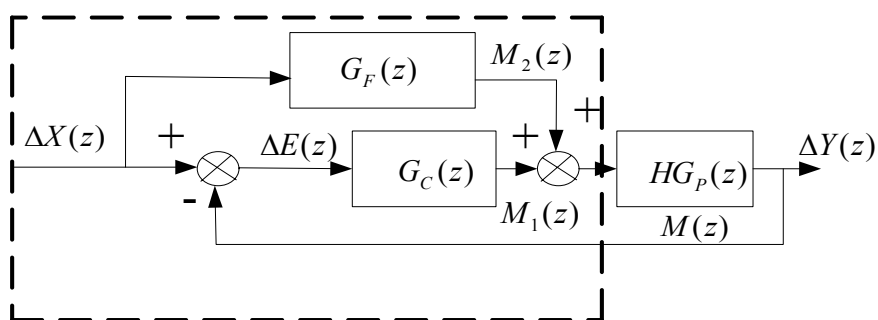 G_F(z)
M_2(z)
+
ΔX(z)
+
ΔE(z)
+
ΔY(z)
G_C(z)
HG_P(z)
-
M_1(z)
M(z)